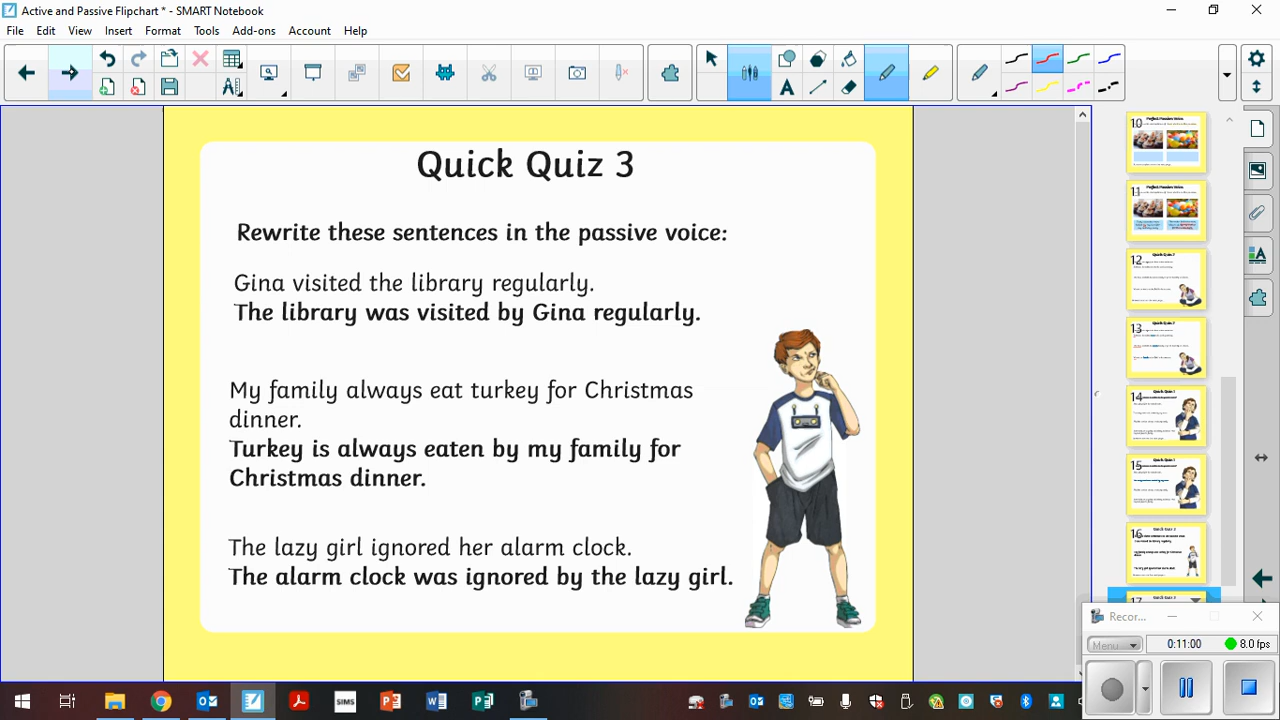 Active and Passive Flipchart * - SMART Notebook
File Edit View Insert Format Tools Add-ons Account Help
Quick Quiz 3
Rewrite these sentences in the passive voice:
Gina visited the library regularly.
The library was visited by Gina regularly.
My family always eat turkey for Christmas
dinner.
Turkey is always eaten by my family for
Christmas dinner.
The lazy girl ignored her alarm clock.
The alarm clock was ignored by the lazy girl.
10
11
12
13
14
15
16
17
Recor...
Menu
0:11:00
8.0 fps
SIMS